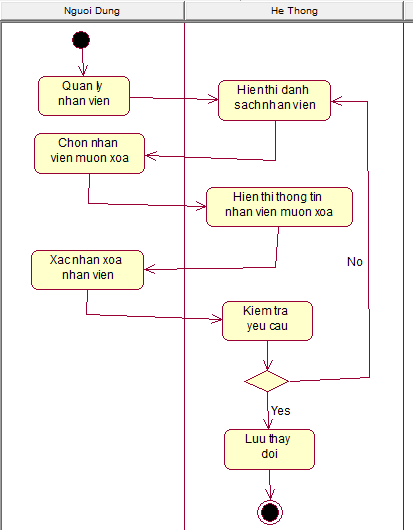 Nguoi Dung
He Thong
Quan ly
nhan vien
Hien thi danh
sach nhan vien
Chon nhan
vien muon xoa
Hien thi thong tin
nhan vien muon xoa
Xac nhan xoa
nhan vien
No
Kiem tra
yeu cau
Yes
Luu thay
doi